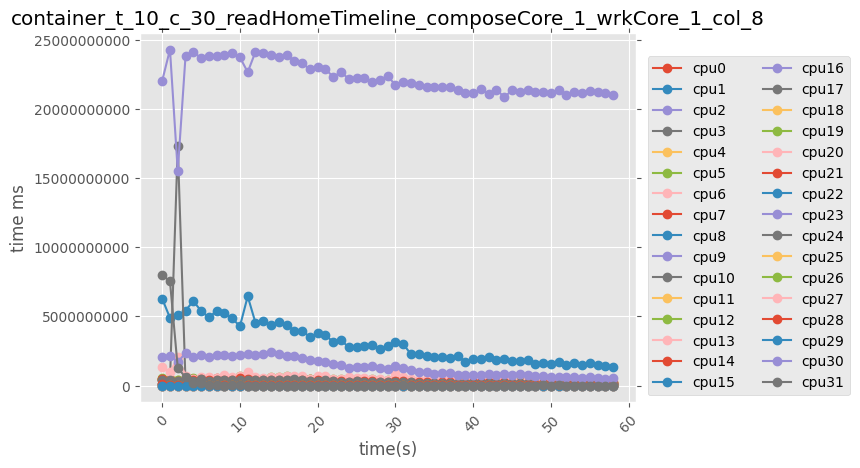 container_t_10_c_30_readHomeTimeline_composeCore_1_wrkCore_1_col_8
25000000000
20000000000
15000000000
10000000000
5000000000
0
time ms
0 10 20 30 40 50 60
time(s)
cpu0
cpu1
cpu2
cpu3
cpu4
cpu5
cpu6
cpu7
cpu8
cpu9
cpu10
cpu11
cpu12
cpu13
cpu14
cpu15
cpu16
cpu17
cpu18
cpu19
cpu20
cpu21
cpu22
cpu23
cpu24
cpu25
cpu26
cpu27
cpu28
cpu29
cpu30
cpu31